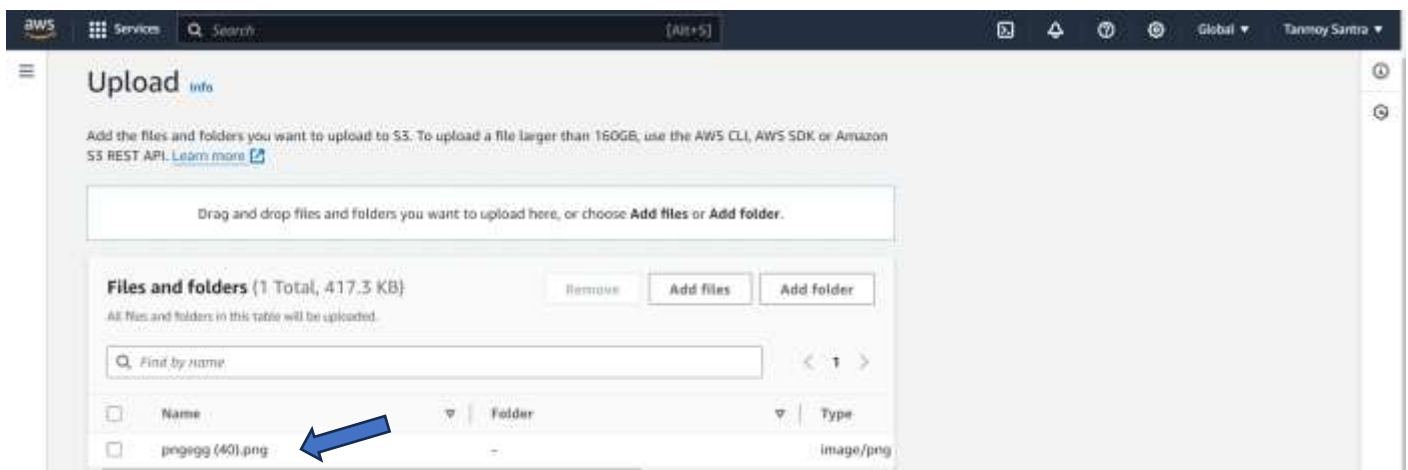 aws Services Search [Alt+S] Global Tanmoy Santra
Upload Info
Add the files and folders you want to upload to S3. To upload a file larger than 160GB, use the AWS CLI, AWS SDK or Amazon
S3 REST API. Learn more
Drag and drop files and folders you want to upload here, or choose Add files or Add folder.
Files and folders (1 Total, 417.3 KB) Remove Add files Add folder
All files and folders in this table will be uploaded.
Find by name 1
Name Folder Type
pngegg (40).png - image/png